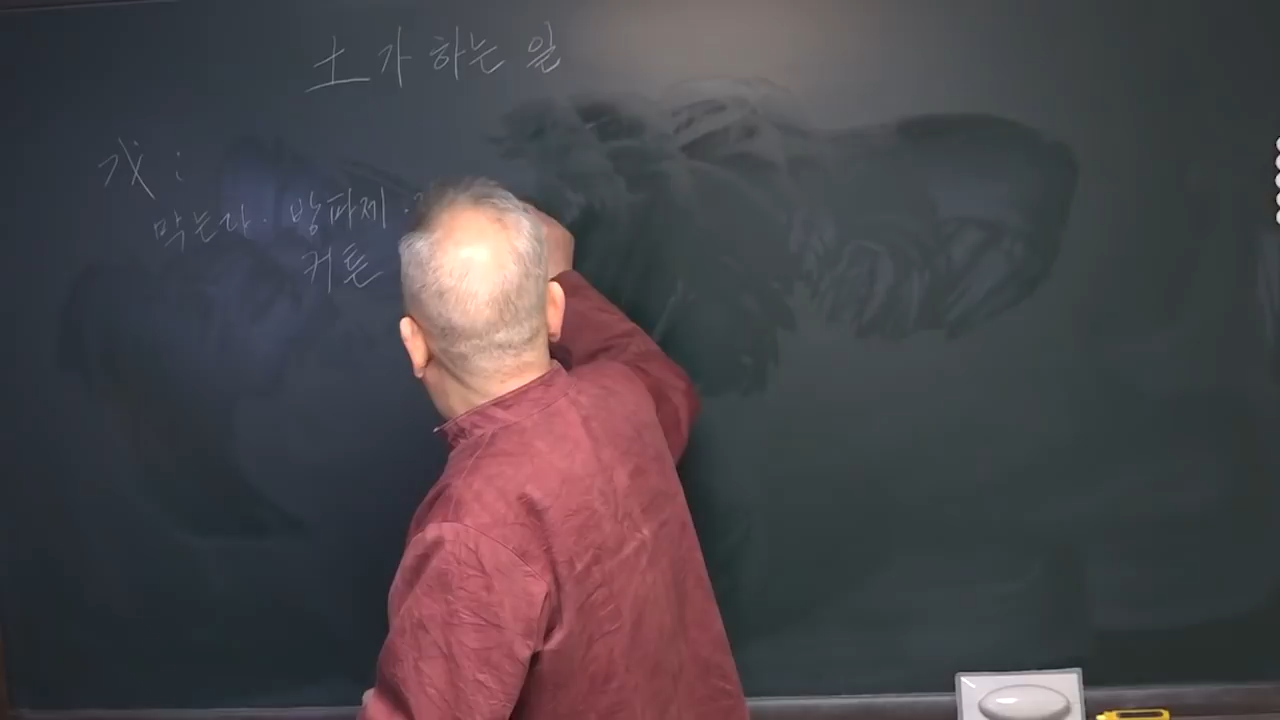 土가 하는 일
戊 :
막는다. 방파제.
커튼